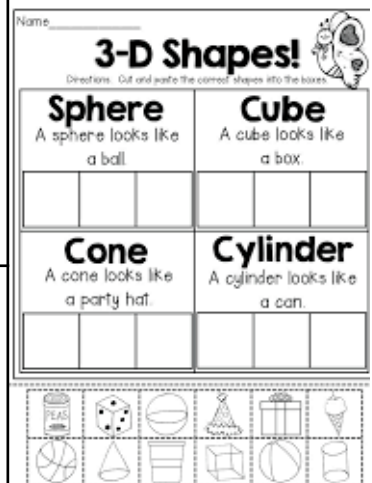 Name
3-D Shapes!
Directions: Cut and paste the correct shapes into the boxes.
Sphere
A sphere looks like
a ball.
Cube
A cube looks like
a box.
Cone
A cone looks like
a party hat.
Cylinder
A cylinder looks like
a can.
PEAS